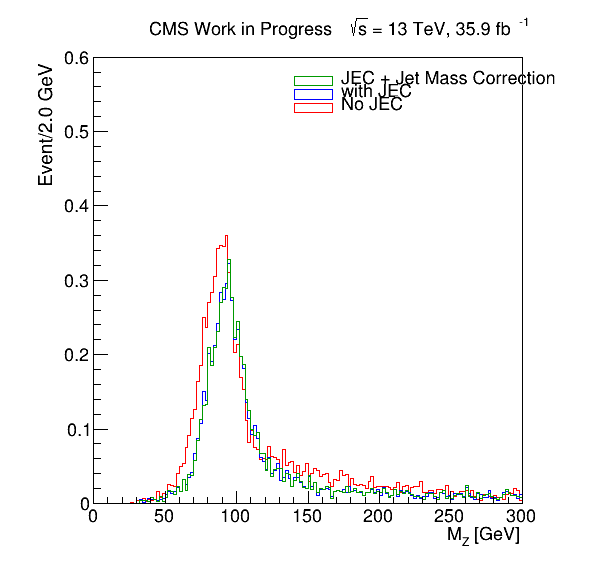 CMS Work in Progress √s = 13 TeV, 35.9 fb -1
Event/2.0 GeV
0.6
0.5
0.4
0.3
0.2
0.1
0
JEC + Jet Mass Correction
with JEC
No JEC
0 50 100 150 200 250 300
MZ [GeV]